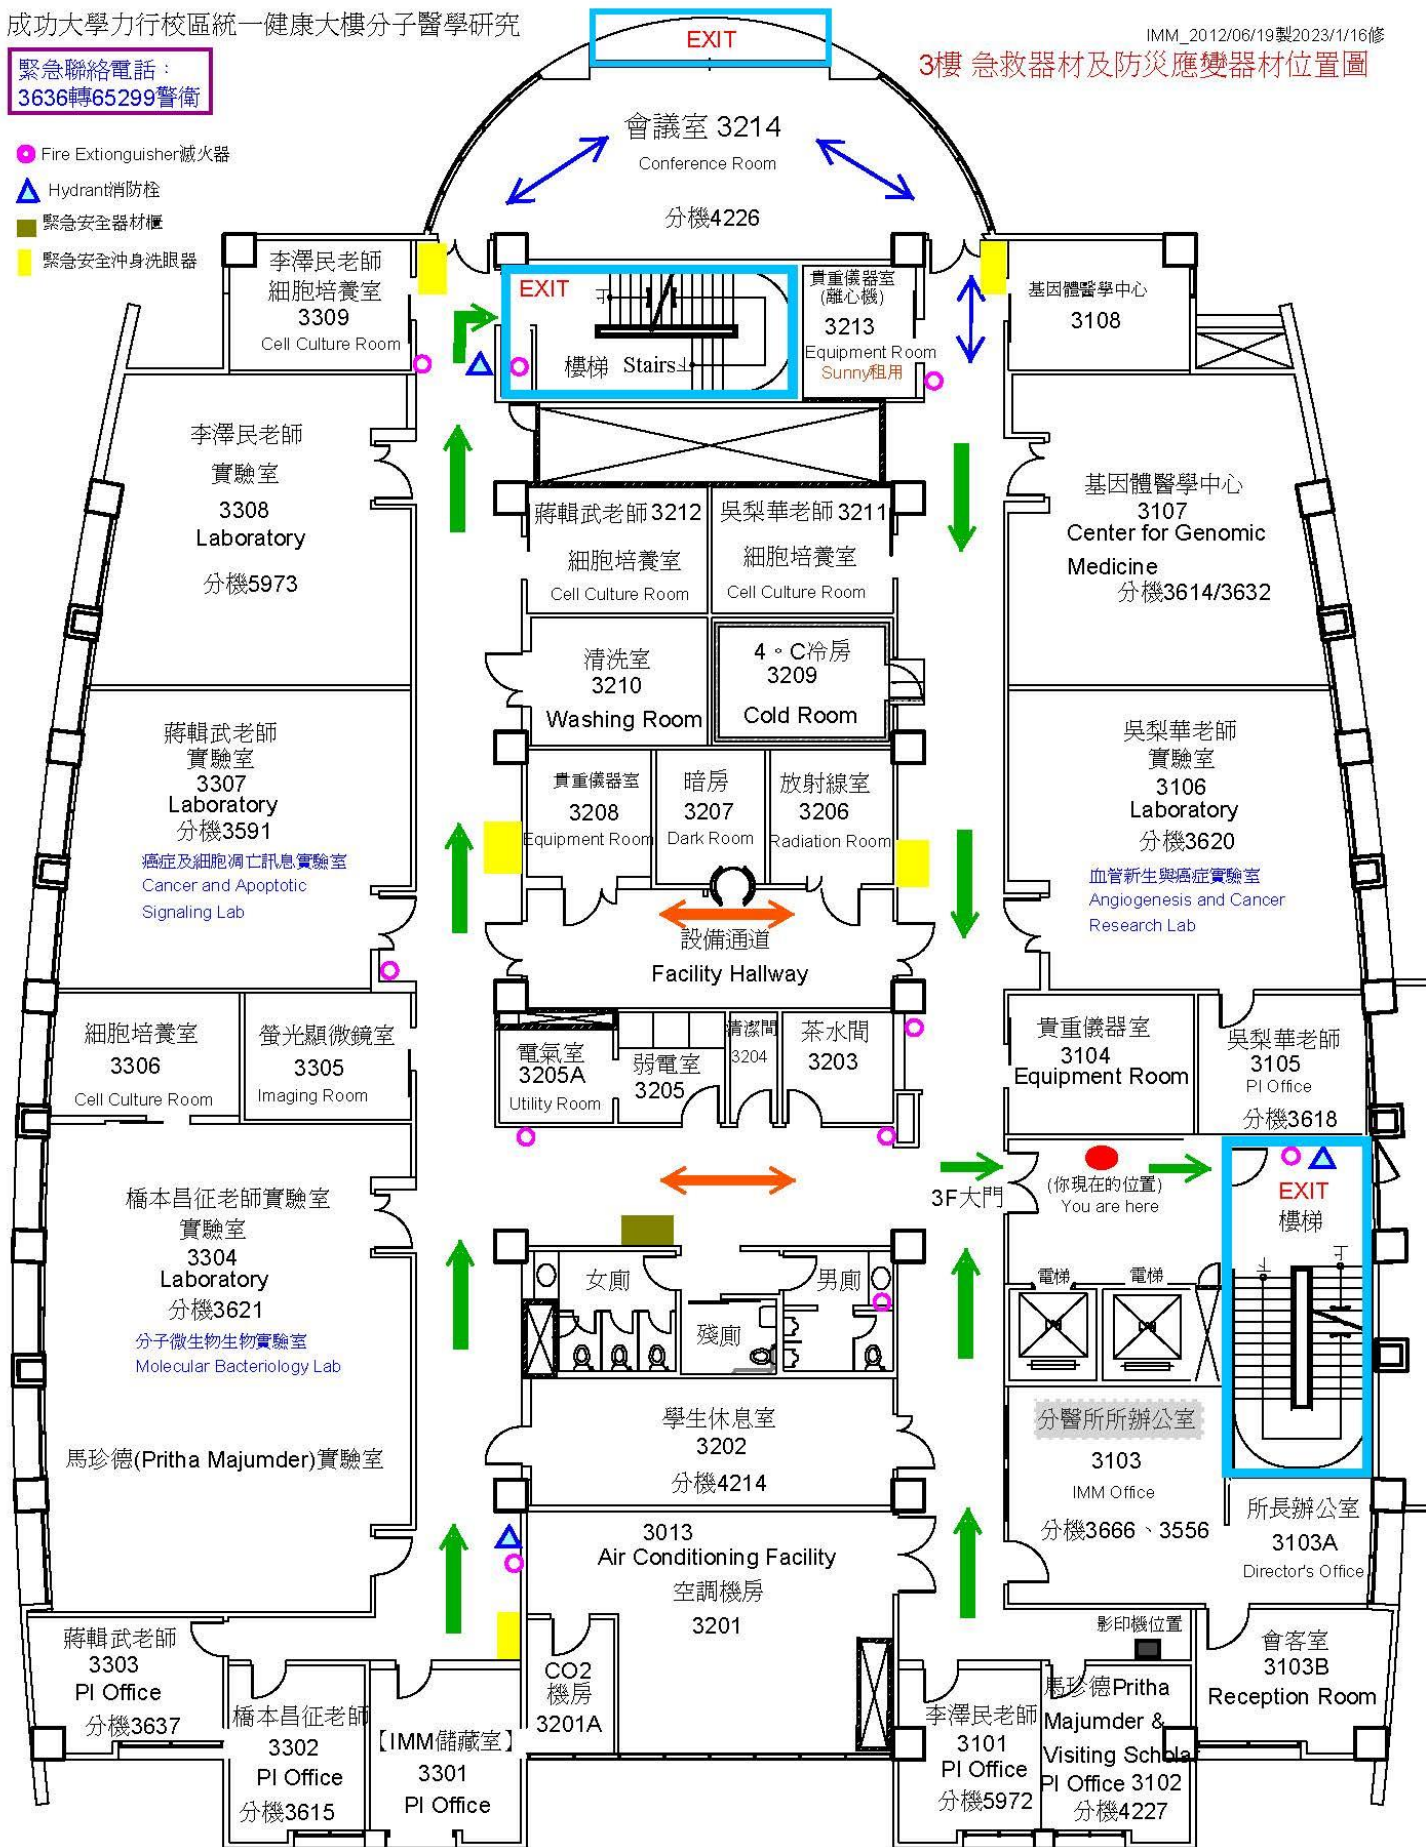 成功大學力行校區統一健康大樓分子醫學研究
IMM_2012/06/19製2023/1/16修
3樓 急救器材及防災應變器材位置圖
緊急聯絡電話：
3636轉65299警衛
Fire Extionguisher滅火器
Hydrant消防栓
緊急安全器材櫃
緊急安全沖身洗眼器
EXIT
會議室 3214
Conference Room
分機4226
李澤民老師
細胞培養室
3309
Cell Culture Room
EXIT
下
樓梯 Stairs上
貴重儀器室
(離心機)
3213
Equipment Room
Sunny租用
基因體醫學中心
3108
李澤民老師
實驗室
3308
Laboratory
分機5973
蔣輯武老師 3212
細胞培養室
Cell Culture Room
吳梨華老師 3211
細胞培養室
Cell Culture Room
基因體醫學中心
3107
Center for Genomic
Medicine
分機3614/3632
清洗室
3210
Washing Room
4。C冷房
3209
Cold Room
蔣輯武老師
實驗室
3307
Laboratory
分機3591
癌症及細胞凋亡訊息實驗室
Cancer and Apoptotic
Signaling Lab
貴重儀器室
3208
Equipment Room
暗房
3207
Dark Room
放射線室
3206
Radiation Room
吳梨華老師
實驗室
3106
Laboratory
分機3620
血管新生與癌症實驗室
Angiogenesis and Cancer
Research Lab
設備通道
Facility Hallway
細胞培養室
3306
Cell Culture Room
螢光顯微鏡室
3305
Imaging Room
電氣室
3205A
Utility Room
弱電室
3205
清潔間
3204
茶水間
3203
貴重儀器室
3104
Equipment Room
吳梨華老師
3105
PI Office
分機3618
橋本昌征老師實驗室
實驗室
3304
Laboratory
分機3621
分子微生物生物實驗室
Molecular Bacteriology Lab
馬珍德(Pritha Majumder)實驗室
3F大門
(你現在的位置)
You are here
EXIT
樓梯
下
上
電梯
電梯
女廁
殘廁
男廁
學生休息室
3202
分機4214
分醫所所辦公室
3103
IMM Office
分機3666、3556
所長辦公室
3103A
Director's Office
3013
Air Conditioning Facility
空調機房
3201
影印機位置
會客室
3103B
Reception Room
蔣輯武老師
3303
PI Office
分機3637
橋本昌征老師
3302
PI Office
分機3615
【IMM儲藏室】
3301
PI Office
CO2
機房
3201A
李澤民老師
3101
PI Office
分機5972
馬珍德Pritha
Majumder &
Visiting Schola
PI Office 3102
分機4227